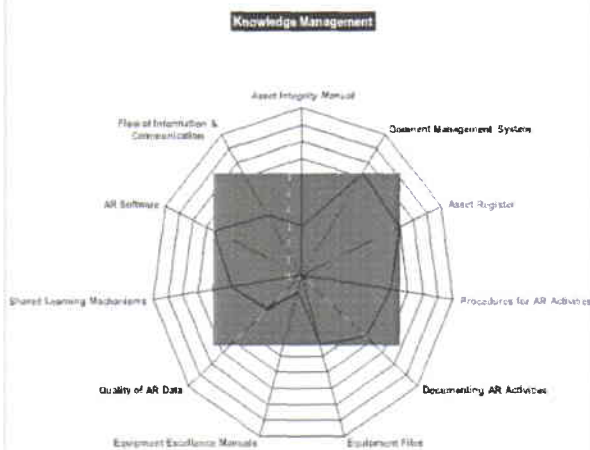 Knowledge Management
Asset Integrity Manual
Flow of Information &
Communication
Document Management System
AR Software
Asset Register
Shared Learning Mechanisms
Procedures for AR Activities
Quality of AR Data
Documenting AR Activities
Equipment Excellence Manuals
Equipment Files